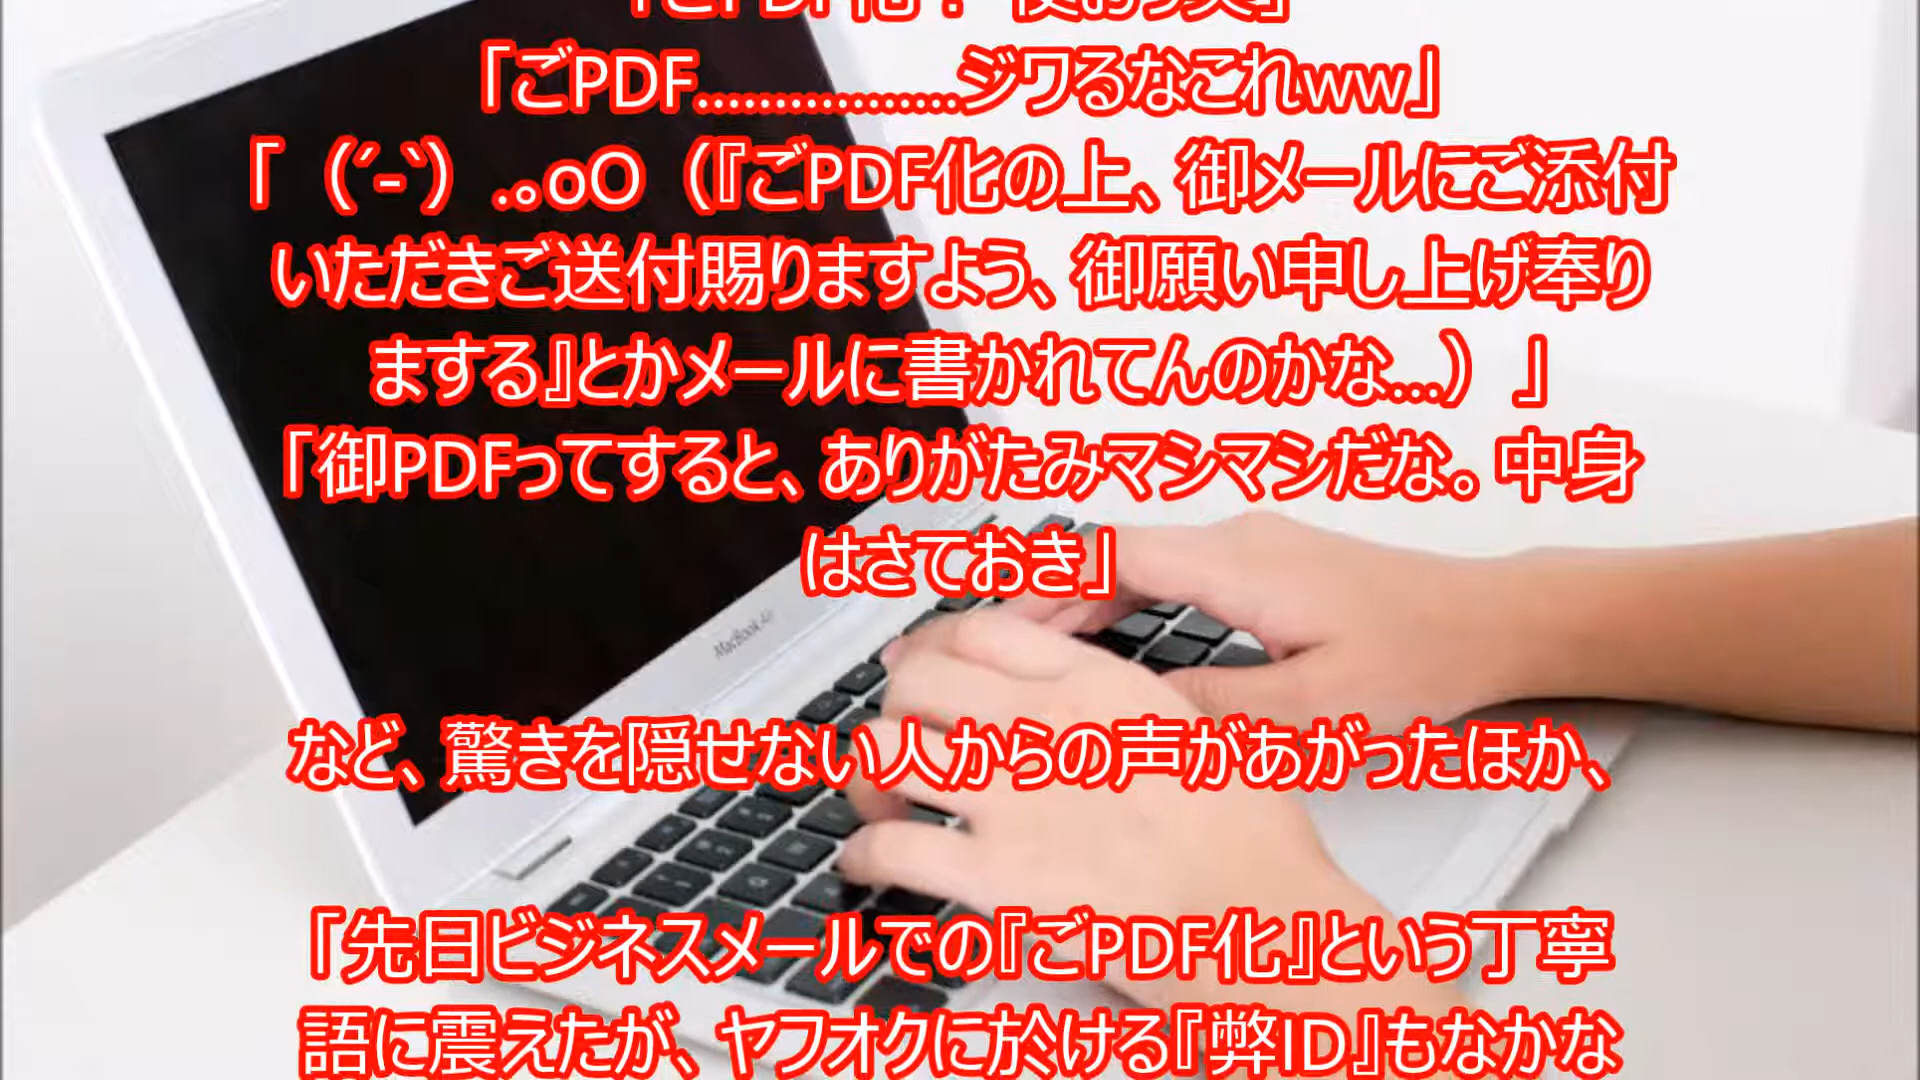 「ごPDF化！
「ごPDF.................ジワるなこれww」
「（´-`）.｡oO（『ごPDF化の上、御メールにご添付
いただきご送付賜りますよう、御願い申し上げ奉り
まする』とかメールに書かれてんのかな...）」
「御PDFってすると、ありがたみマシマシだな。中身
はさておき」
MacBook Air
など、驚きを隠せない人からの声があがったほか、
「先日ビジネスメールでの『ごPDF化』という丁寧
語に震えたが、ヤフオクに於ける『弊ID』もなかな